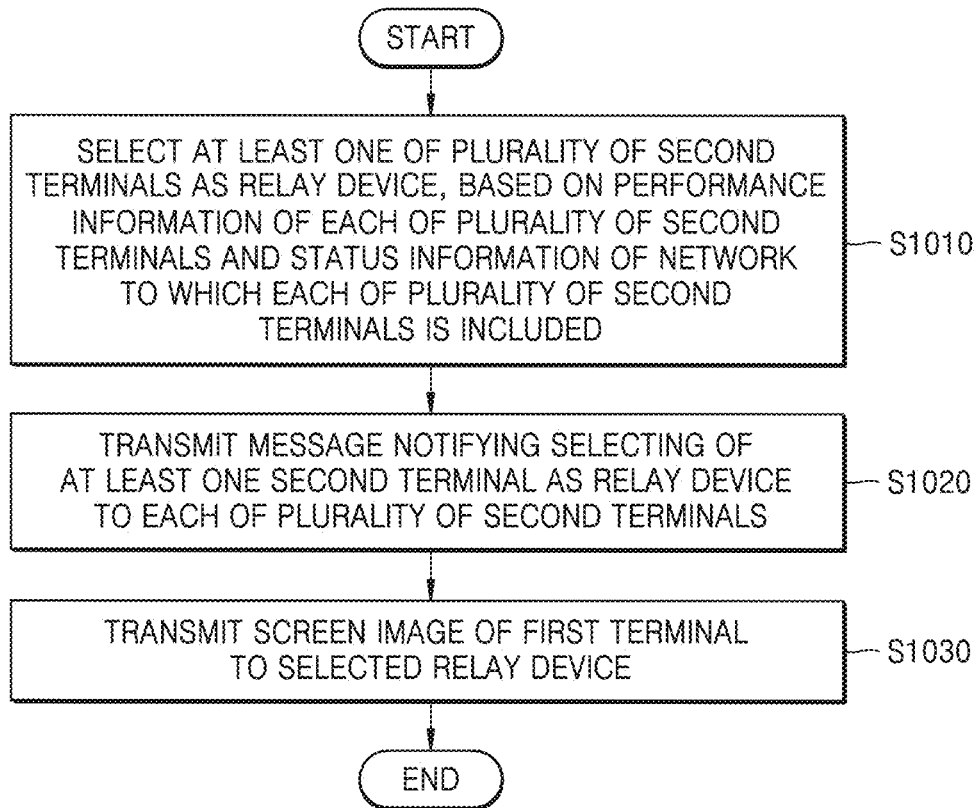 START
SELECT AT LEAST ONE OF PLURALITY OF SECOND
TERMINALS AS RELAY DEVICE, BASED ON PERFORMANCE
INFORMATION OF EACH OF PLURALITY OF SECOND
TERMINALS AND STATUS INFORMATION OF NETWORK
TO WHICH EACH OF PLURALITY OF SECOND
TERMINALS IS INCLUDED
S1010
TRANSMIT MESSAGE NOTIFYING SELECTING OF
AT LEAST ONE SECOND TERMINAL AS RELAY DEVICE
TO EACH OF PLURALITY OF SECOND TERMINALS
S1020
TRANSMIT SCREEN IMAGE OF FIRST TERMINAL
TO SELECTED RELAY DEVICE
S1030
END